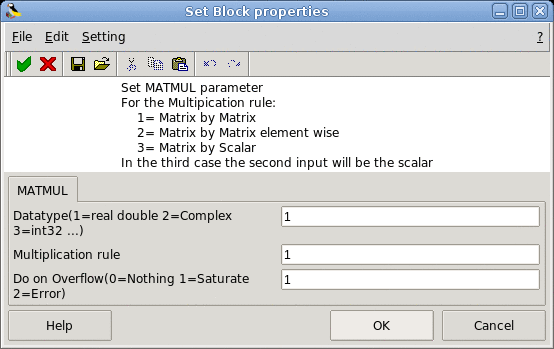 Set Block properties
File Edit Setting ?
Set MATMUL parameter
For the Multipication rule:
1= Matrix by Matrix
2= Matrix by Matrix element wise
3= Matrix by Scalar
In the third case the second input will be the scalar
MATMUL
Datatype(1=real double 2=Complex
3=int32 ...)
1
Multiplication rule
1
Do on Overflow(0=Nothing 1=Saturate
2=Error)
1
Help OK Cancel